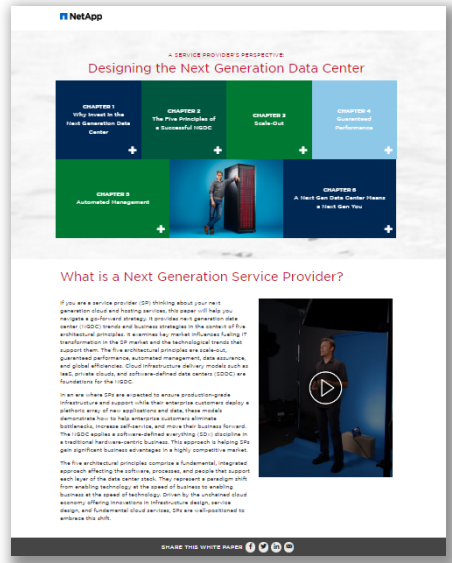 NetApp
A SERVICE PROVIDER'S PERSPECTIVE:
Designing the Next Generation Data Center
CHAPTER 1
Why Invest in the
Next Generation Data
Center
CHAPTER 2
The Five Principles of
a Successful NGDC
CHAPTER 3
Scale-Out
CHAPTER 4
Guaranteed
Performance
CHAPTER 5
Automated Management
CHAPTER 6
A Next Gen Data Center Means
a Next Gen You
What is a Next Generation Service Provider?
If you are a service provider (SP) thinking about your next
generation cloud and hosting services, this paper will help you
navigate a go-forward strategy. It provides next generation data
center (NGDC) trends and business strategies in the context of five
architectural principles. It examines key market influences fueling IT
transformation in the SP market and the technological trends that
support them. The five architectural principles are scale-out,
guaranteed performance, automated management, data assurance,
and global efficiencies. Cloud infrastructure delivery models such as
IaaS, private clouds, and software-defined data centers (SDDC) are
foundations for the NGDC.
In an era where SPs are expected to ensure production-grade
infrastructure and support while their enterprise customers deploy a
plethoric array of new applications and data, these models
demonstrate how to help enterprise customers eliminate
bottlenecks, increase self-service, and move their business forward.
The NGDC applies a software-defined everything (SDx) discipline in
a traditional hardware-centric business. This approach is helping SPs
gain significant business advantages in a highly competitive market.
The five architectural principles comprise a fundamental, integrated
approach affecting the software, processes, and people that support
each layer of the data center stack. They represent a paradigm shift
from enabling technology at the speed of business to enabling
business at the speed of technology. Driven by the unchained cloud
economy offering innovations in infrastructure design, service
design, and fundemental cloud services, SPs are well-positioned to
embrace this shift.
SHARE THIS WHITE PAPER